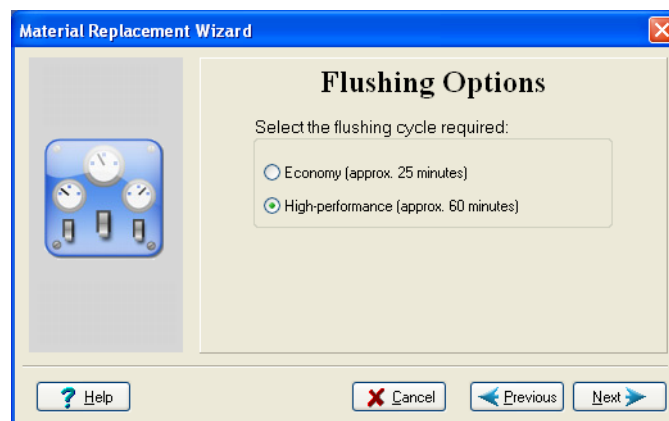 Material Replacement Wizard
Flushing Options
Select the flushing cycle required:
Economy (approx. 25 minutes)
High-performance (approx. 60 minutes)
? Help
Cancel
Previous
Next